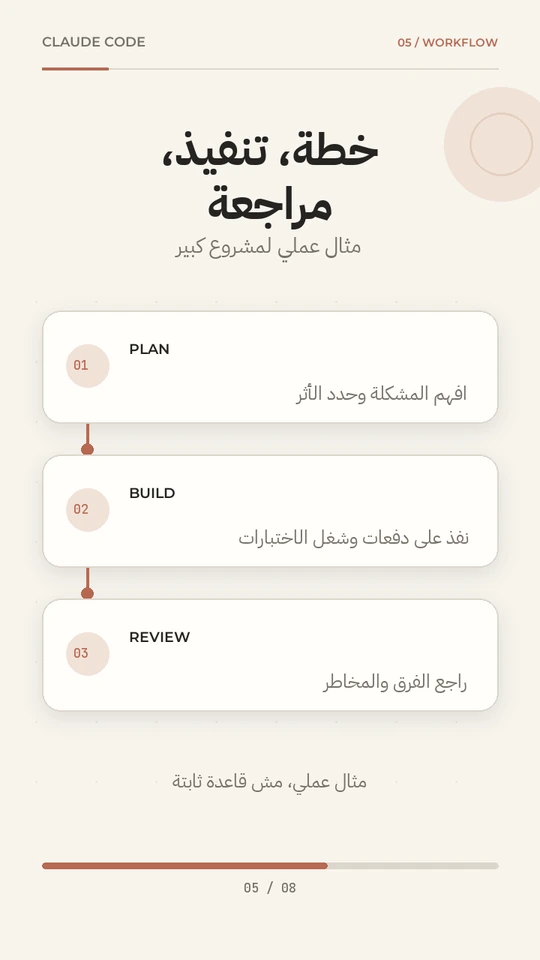 CLAUDE CODE
05 / WORKFLOW
خطة، تنفيذ،
مراجعة
مثال عملي لمشروع كبير
01
PLAN
افهم المشكلة وحدد الأثر
02
BUILD
نفذ على دفعات وشغل الاختبارات
03
REVIEW
راجع الفرق والمخاطر
مثال عملي، مش قاعدة ثابتة
05 / 08